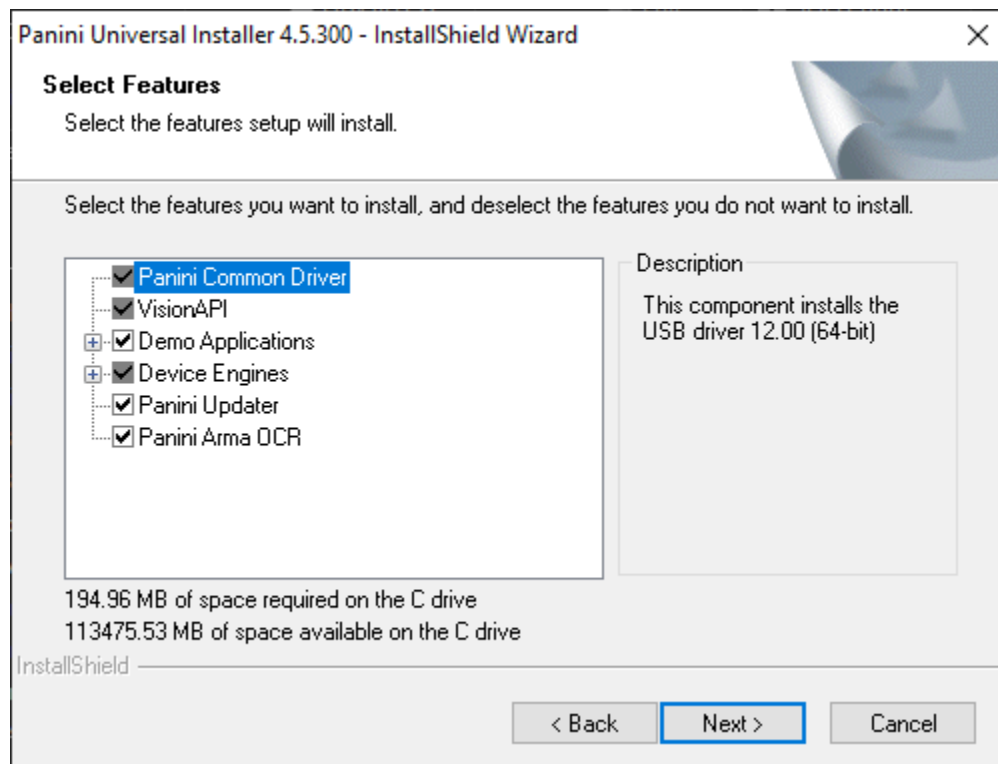 Panini Universal Installer 4.5.300 - InstallShield Wizard
Select Features
Select the features setup will install.
Select the features you want to install, and deselect the features you do not want to install.
Panini Common Driver
VisionAPI
Demo Applications
Device Engines
Panini Updater
Panini Arma OCR
Description
This component installs the
USB driver 12.00 (64-bit)
194.96 MB of space required on the C drive
113475.53 MB of space available on the C drive
InstallShield
< Back
Next >
Cancel